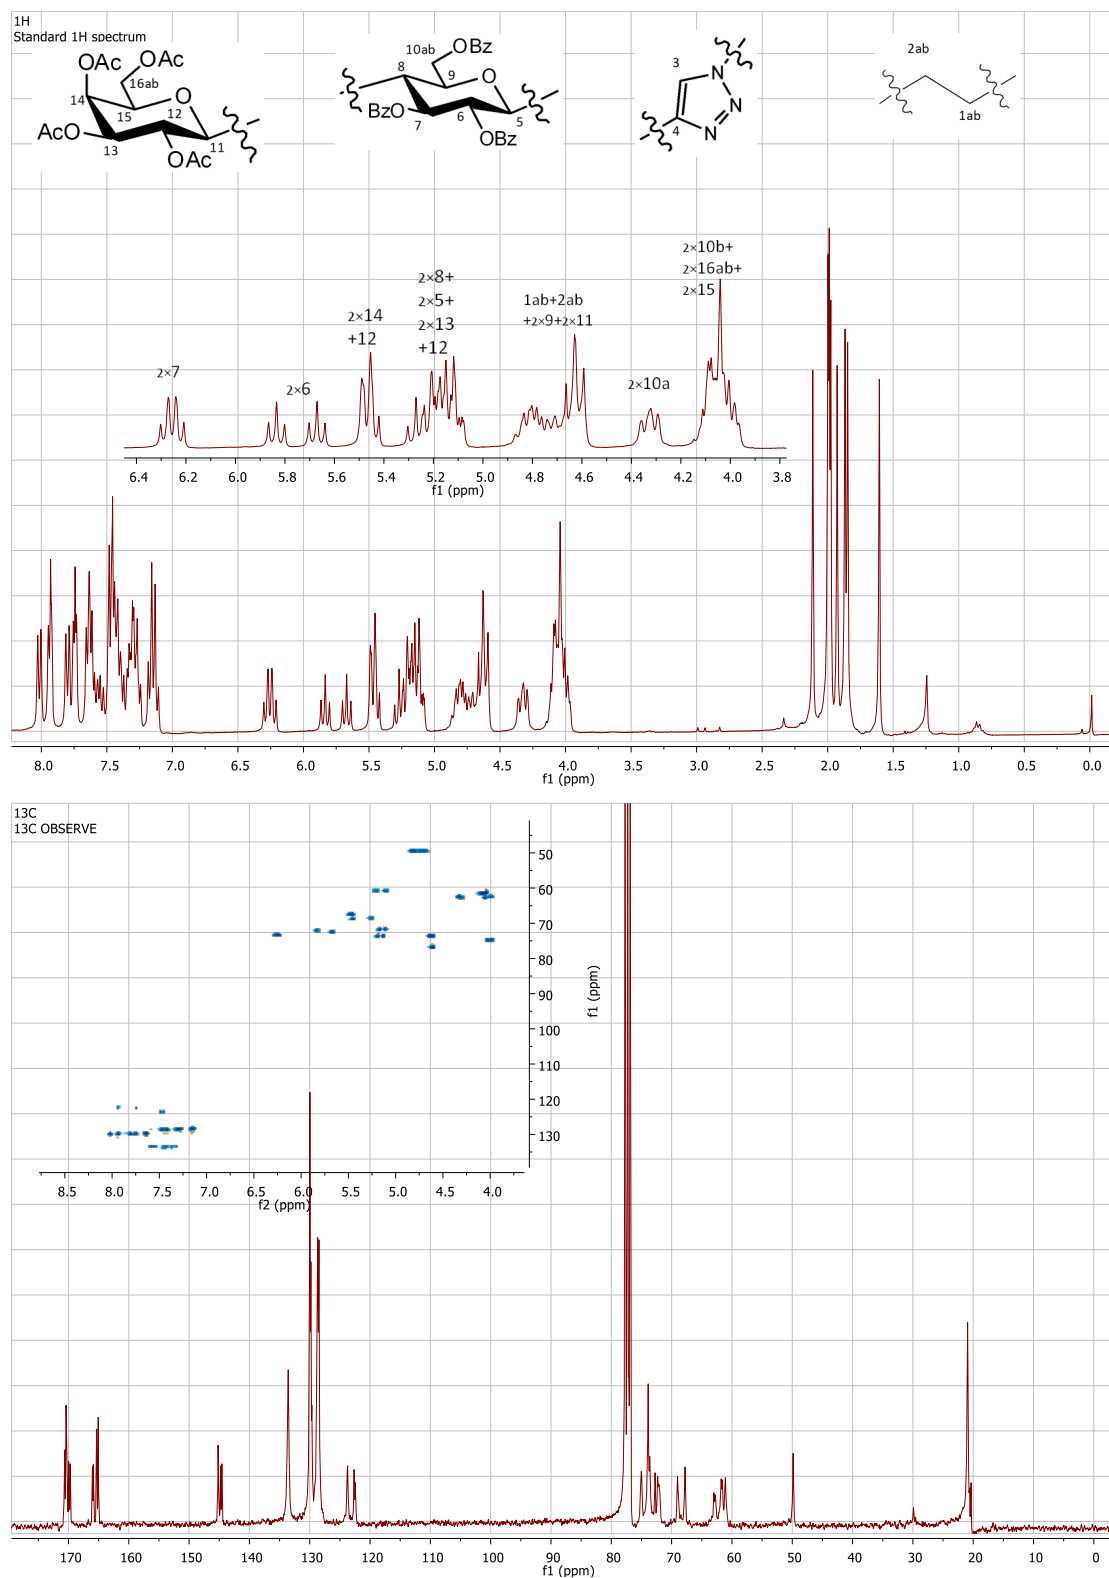 1H
Standard 1H spectrum
OAc
OAc
16ab
14
O
15
12
AcO
13
OAc
11
10ab
OBz
8
9
O
BzO
7
6
5
OBz
3
N
N
N
4
2ab
1ab
2×7
2×6
2×14
+12
2×8+
2×5+
2×13
+12
1ab+2ab
+2×9+2×11
2×10a
2×10b+
2×16ab+
2×15
6.4 6.2 6.0 5.8 5.6 5.4 5.2 5.0 4.8 4.6 4.4 4.2 4.0 3.8
f1 (ppm)
8.0 7.5 7.0 6.5 6.0 5.5 5.0 4.5 4.0 3.5 3.0 2.5 2.0 1.5 1.0 0.5 0.0
f1 (ppm)
13C
13C OBSERVE
50
60
70
80
90
100
110
120
130
f1 (ppm)
8.5 8.0 7.5 7.0 6.5 6.0 5.5 5.0 4.5 4.0
f2 (ppm)
170 160 150 140 130 120 110 100 90 80 70 60 50 40 30 20 10 0
f1 (ppm)